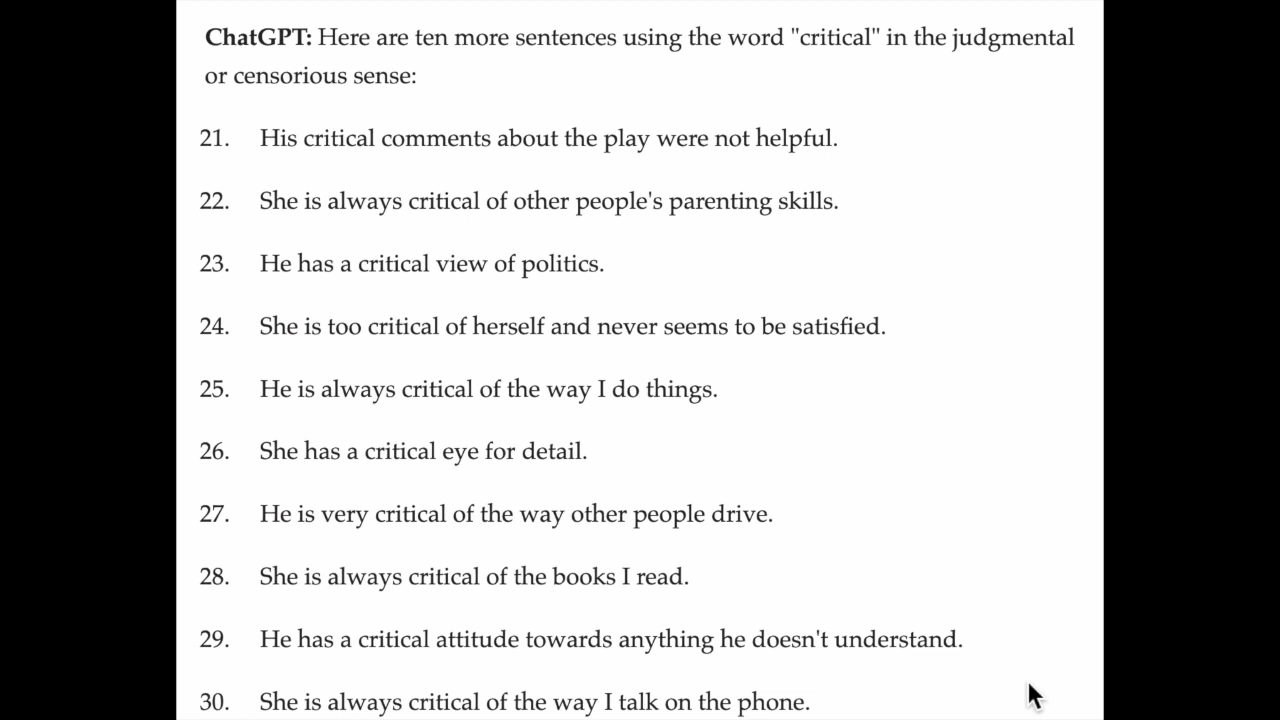 ChatGPT: Here are ten more sentences using the word "critical" in the judgmental
or censorious sense:
21. His critical comments about the play were not helpful.
22. She is always critical of other people's parenting skills.
23. He has a critical view of politics.
24. She is too critical of herself and never seems to be satisfied.
25. He is always critical of the way I do things.
26. She has a critical eye for detail.
27. He is very critical of the way other people drive.
28. She is always critical of the books I read.
29. He has a critical attitude towards anything he doesn't understand.
30. She is always critical of the way I talk on the phone.